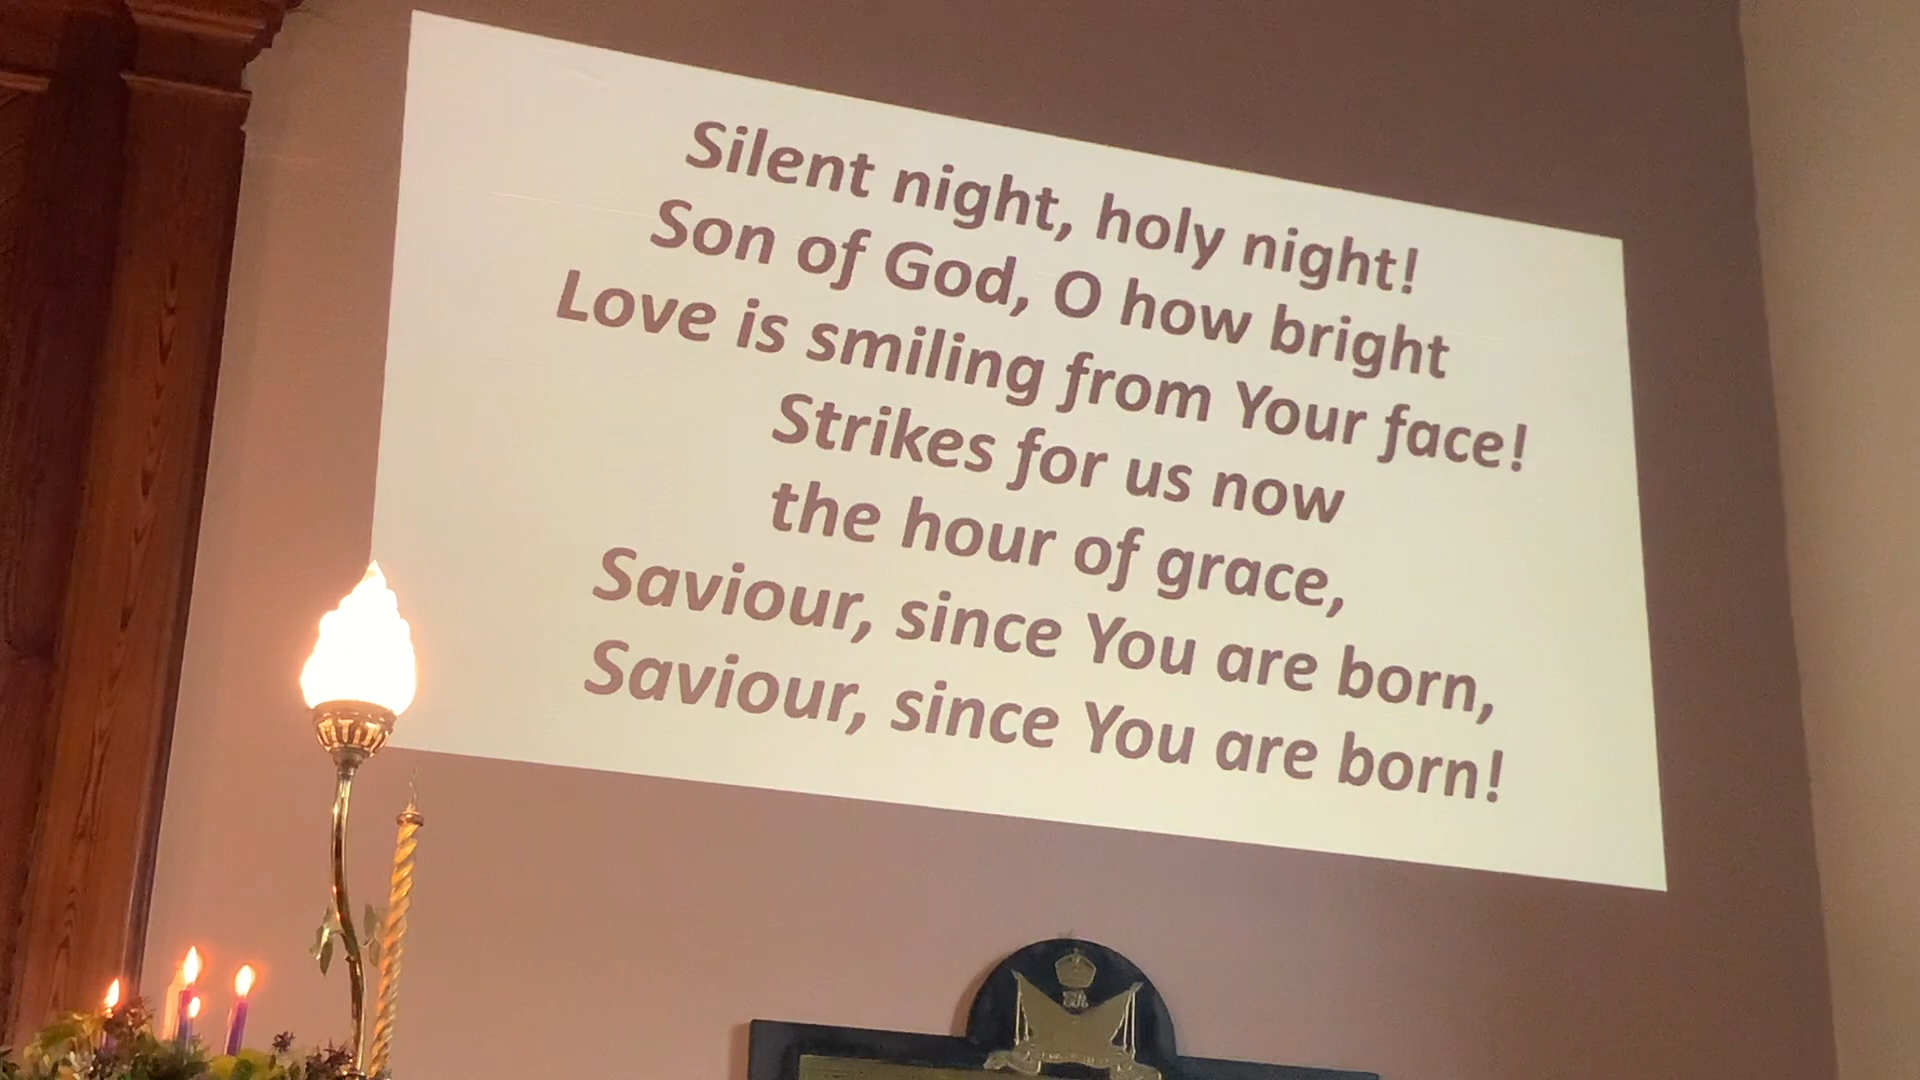 Silent night, holy night!
Son of God, O how bright
Love is smiling from Your face!
Strikes for us now
the hour of grace,
Saviour, since You are born,
Saviour, since You are born!